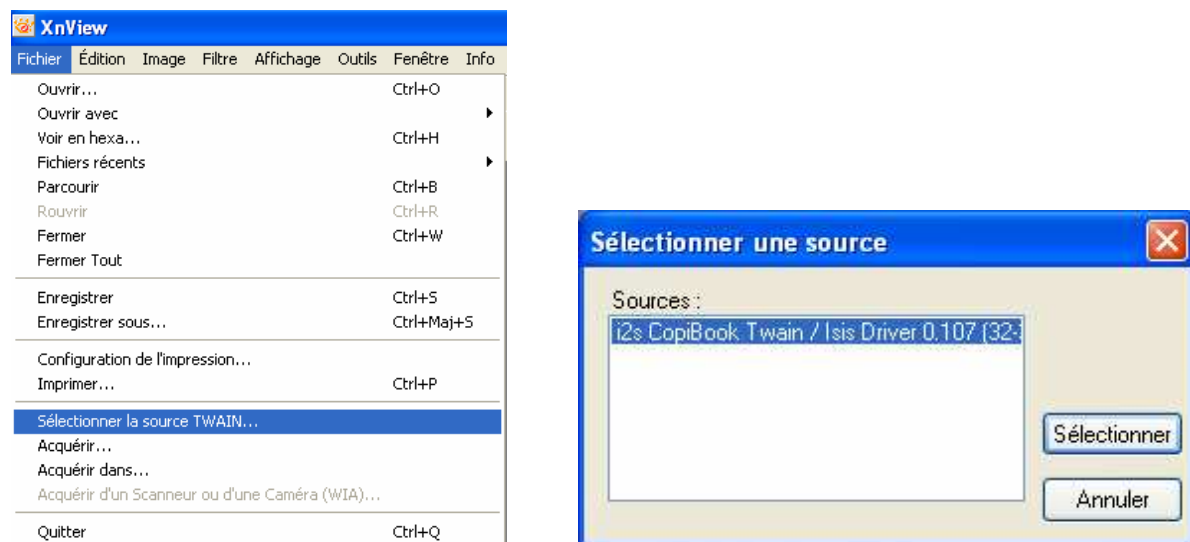 XnView
Fichier Édition Image Filtre Affichage Outils Fenêtre Info
Ouvrir... Ctrl+O
Ouvrir avec
Voir en hexa... Ctrl+H
Fichiers récents
Parcourir Ctrl+B
Rouvrir Ctrl+R
Fermer Ctrl+W
Fermer Tout
Enregistrer Ctrl+S
Enregistrer sous... Ctrl+Maj+S
Configuration de l'impression...
Imprimer... Ctrl+P
Sélectionner la source TWAIN...
Acquérir...
Acquérir dans...
Acquérir d'un Scanneur ou d'une Caméra (WIA)...
Quitter Ctrl+Q
Sélectionner une source
Sources :
i2s CopiBook Twain / Isis Driver 0.107 (32-
Sélectionner
Annuler